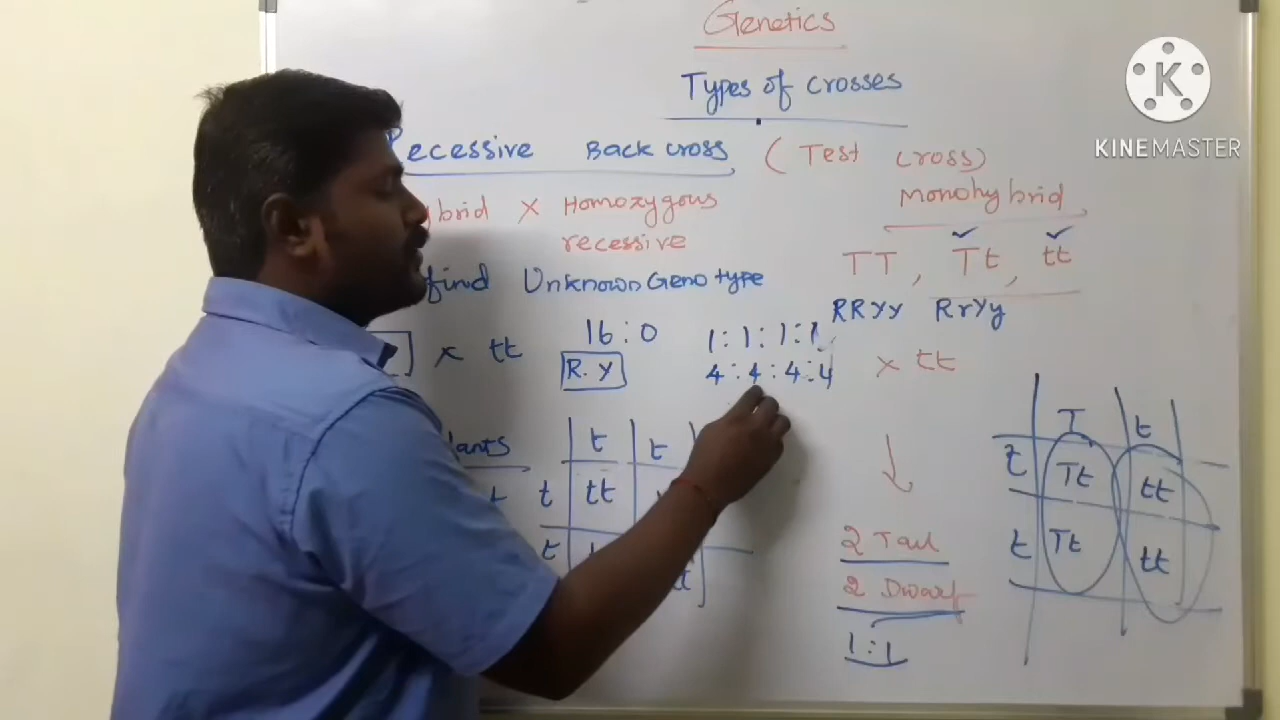 Genetics
Types of crosses
Recessive Back cross (Test cross)
Monohybrid
hybrid X Homozygous
recessive
TT , Tt , tt
find Unknown Genotype
RRYY RrYy
16:0
1:1:1:1
x tt
R.Y
4:4:4:4
x tt
T t
t Tt tt
t Tt tt
t t
t tt
t
2 Tall
2 Dwarf
1:1
K
KINEMASTER